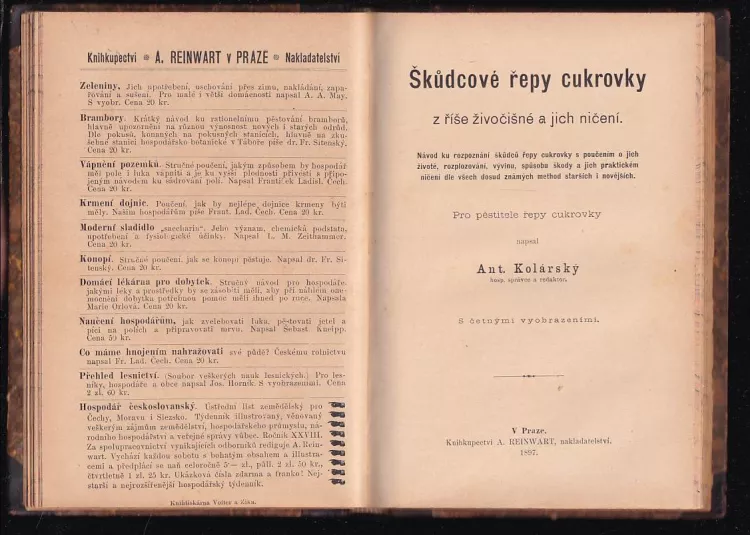 Knihkupectví * A. REINWART v PRAZE * Nakladatelství
Zeleniny. Jich upotřebení, uschování přes zimu, nakládání, zapa-
řování a sušení. Pro malé i větší domácnosti napsal A. A. May.
S vyobr. Cena 20 kr.
Brambory. Krátký návod ku rationelnímu pěstování bramborů,
hlavně upozornění na různou výnosnost nových i starých odrůd.
Dle pokusů, konaných na pokusných stanicích, hlavně na zku-
šebné stanici hospodářsko botanické v Táboře píše dr. Fr. Sitenský.
Cena 20 kr.
Vápnění pozemků. Stručné poučení, jakým způsobem by hospodář
měl pole i luka vápniti a je ku vyšší plodnosti přivésti s připo-
jeným návodem ku súdrování polí. Napsal František Ladisl. Čech.
Cena 20 kr.
Krmení dojnic. Poučení, jak by nejlépe dojnice krmeny býti
měly. Našim hospodářům píše Frant. Lad. Čech. Cena 20 kr.
Moderní sladidlo „saccharin“. Jeho význam, chemická podstata,
upotřebení a fysiologické účinky. Napsal L. M. Zeithammer.
Cena 20 kr.
Konopí. Stručné poučení, jak se konopí pěstuje. Napsal dr. Fr. Si-
tenský. Cena 20 kr.
Domácí lékárna pro dobytek. Stručný návod pro hospodáře,
jakými léky a prostředky by se zásobiti měli, aby při náhlém one-
mocnění dobytka potřebnou pomoc měli ihned po ruce. Napsala
Marie Orlová. Cena 20 kr.
Naučení hospodářům, jak zvelebovati luka, pěstovati jetel a
píci na polích a připravovati mrvu. Napsal Šebast Kneipp.
Cena 50 kr.
Co máme hnojením nahražovati své půdě? Českému rolnictvu
napsal Fr. Lad. Čech. Cena 20 kr.
Přehled lesnictví. (Soubor veškerých nauk lesnických.) Pro les-
níky, hospodáře a obce napsal Jos. Horník. S vyobrazeními. Cena
2 zl. 60 kr.
Hospodář československý. Ústřední list zemědělský pro
Čechy, Moravu i Slezsko. Týdenník illustrovaný, věnovaný
veškerým zájmům zemědělství, hospodářského průmyslu, ná-
rodního hospodářství a veřejné správy vůbec. Ročník XXVIII.
Za spolupracovnictví vynikajících odborníků rediguje A. Rein-
wart. Vychází každou sobotu s bohatým obsahem a illustra-
cemi a předplácí se naň celoročně 5— zl., půll. 2 zl. 50 kr.,
čtvrtletně 1 zl. 25 kr. Ukázková čísla zdarma a franko! Nej-
starší a nejrozšířenější hospodářský týdenník.
Knihtiskárna Votter a Zika.
Škůdcové řepy cukrovky
z říše živočišné a jich ničení.
Návod ku rozpoznání škůdců řepy cukrovky s poučením o jich
životě, rozplozování, vývinu, spůsobu škody a jich praktickém
ničení dle všech dosud známých method starších i novějších.
Pro pěstitele řepy cukrovky
napsal
Ant. Kolárský
hosp. správce a redaktor.
S četnými vyobrazeními.
V Praze.
Knihkupectví A. REINWART, nakladatelství.
1897.